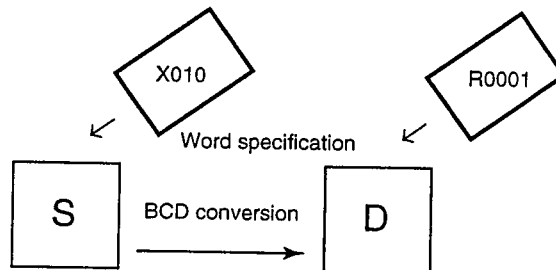 X010
R0001
Word specification
S
BCD conversion
D